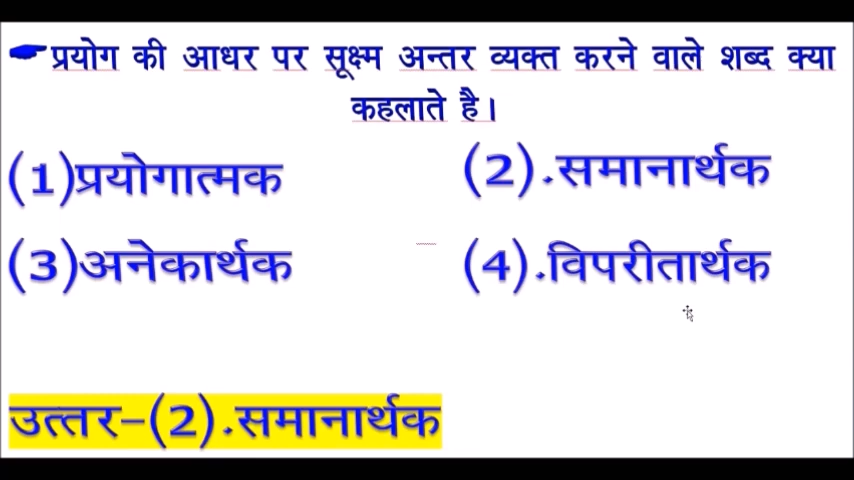 प्रयोग की आधर पर सूक्ष्म अन्तर व्यक्त करने वाले शब्द क्या
कहलाते है।
(1)प्रयोगात्मक (2).समानार्थक
(3)अनेकार्थक (4).विपरीतार्थक
उत्तर–(2).समानार्थक